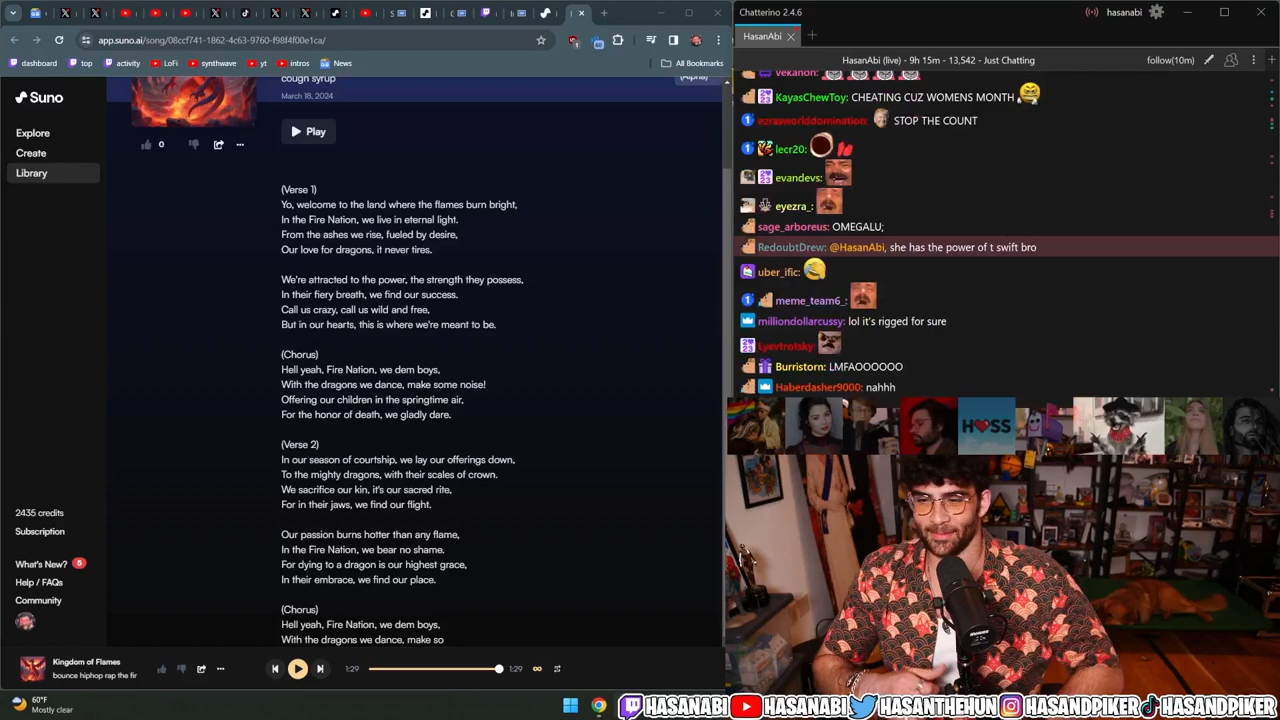 app.suno.ai/song/08ccf741-1862-4c63-9760-f98f4f00e1ca/
dashboard
top
activity
LoFi
synthwave
yt
intros
News
All Bookmarks
Suno
Explore
Create
Library
2435 credits
Subscription
What's New?
Help / FAQs
Community
cough syrup
(Alpha)
March 18, 2024
0
Play
(Verse 1)
Yo, welcome to the land where the flames burn bright,
In the Fire Nation, we live in eternal light.
From the ashes we rise, fueled by desire,
Our love for dragons, it never tires.
We're attracted to the power, the strength they possess,
In their fiery breath, we find our success.
Call us crazy, call us wild and free,
But in our hearts, this is where we're meant to be.
(Chorus)
Hell yeah, Fire Nation, we dem boys,
With the dragons we dance, make some noise!
Offering our children in the springtime air,
For the honor of death, we gladly dare.
(Verse 2)
In our season of courtship, we lay our offerings down,
To the mighty dragons, with their scales of crown.
We sacrifice our kin, it's our sacred rite,
For in their jaws, we find our flight.
Our passion burns hotter than any flame,
In the Fire Nation, we bear no shame.
For dying to a dragon is our highest grace,
In their embrace, we find our place.
(Chorus)
Hell yeah, Fire Nation, we dem boys,
With the dragons we dance, make so
Kingdom of Flames
bounce hiphop rap the fir
1:29
1:29
60°F
Mostly clear
Chatterino 2.4.6
hasanabi
HasanAbi
HasanAbi (live) - 9h 15m - 13,542 - Just Chatting
follow(10m)
vekanon:
KayasChewToy: CHEATING CUZ WOMENS MONTH
ezrasworlddomination: STOP THE COUNT
lecr20:
evandevs:
eyezra_:
sage_arboreus: OMEGALU;
RedoubtDrew: @HasanAbi, she has the power of t swift bro
uber_ific:
meme_team6_:
milliondollarcussy: lol it's rigged for sure
Lyevtrotsky:
Burristorn: LMFAOOOOOO
Haberdasher9000: nahhh
HOSS
HASANABI
HASANABI
HASANTHEHUN
HASANDPIKER
HASANDPIKER